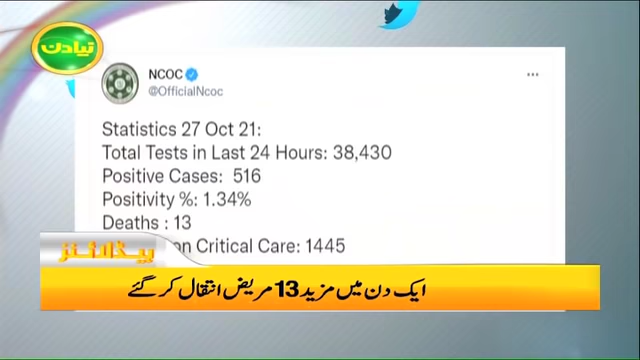 نیا دن
NCOC
@OfficialNcoc
Statistics 27 Oct 21:
Total Tests in Last 24 Hours: 38,430
Positive Cases: 516
Positivity %: 1.34%
Deaths : 13
on Critical Care: 1445
ہیڈلائنز
ایک دن میں مزید 13 مریض انتقال کر گئے